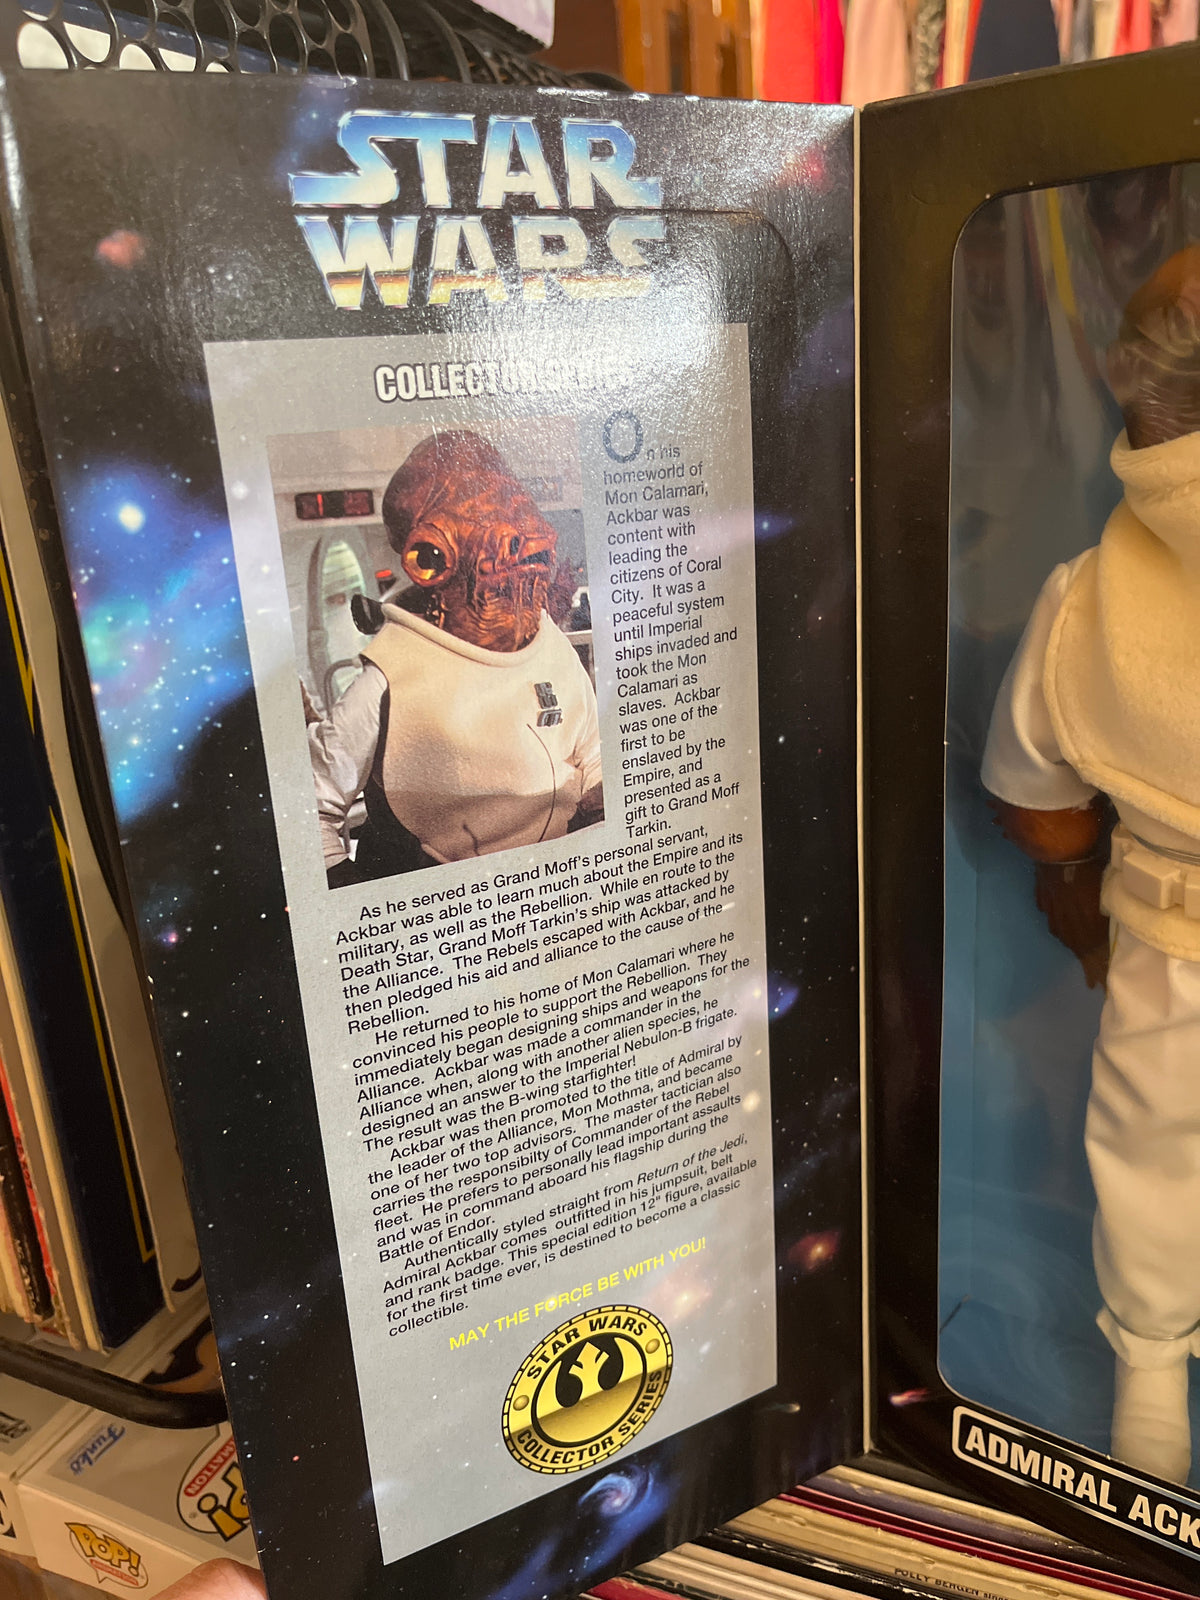 STAR
WARS
COLLECTOR SERIES
On his
homeworld of
Mon Calamari,
Ackbar was
content with
leading the
citizens of Coral
City. It was a
peaceful system
until Imperial
ships invaded and
took the Mon
Calamari as
slaves. Ackbar
was one of the
first to be
enslaved by the
Empire, and
presented as a
gift to Grand Moff
Tarkin.
As he served as Grand Moff's personal servant,
Ackbar was able to learn much about the Empire and its
military, as well as the Rebellion. While en route to the
Death Star, Grand Moff Tarkin's ship was attacked by
the Alliance. The Rebels escaped with Ackbar, and he
then pledged his aid and alliance to the cause of the
Rebellion.
He returned to his home of Mon Calamari where he
convinced his people to support the Rebellion. They
immediately began designing ships and weapons for the
Alliance. Ackbar was made a commander in the
Alliance when, along with another alien species, he
designed an answer to the Imperial Nebulon-B frigate.
The result was the B-wing starfighter!
Ackbar was then promoted to the title of Admiral by
the leader of the Alliance, Mon Mothma, and became
one of her two top advisors. The master tactician also
carries the responsibilty of Commander of the Rebel
fleet. He prefers to personally lead important assaults
and was in command aboard his flagship during the
Battle of Endor.
Authentically styled straight from Return of the Jedi,
Admiral Ackbar comes outfitted in his jumpsuit, belt
and rank badge. This special edition 12" figure, available
for the first time ever, is destined to become a classic
collectible.
MAY THE FORCE BE WITH YOU!
STAR WARS
COLLECTOR SERIES
ADMIRAL ACK
Funko
POP!
POLLY BERGEN